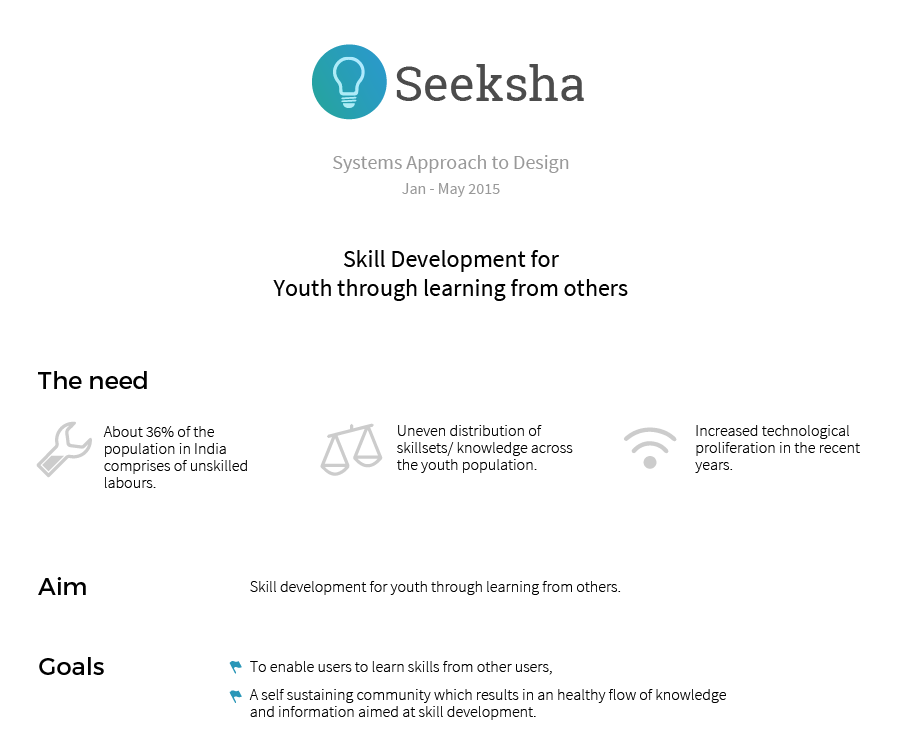 Seeksha
Systems Approach to Design
Jan - May 2015
Skill Development for
Youth through learning from others
The need
About 36% of the
population in India
comprises of unskilled
labours.
Uneven distribution of
skillsets/ knowledge across
the youth population.
Increased technological
proliferation in the recent
years.
Aim
Skill development for youth through learning from others.
Goals
To enable users to learn skills from other users,
A self sustaining community which results in an healthy flow of knowledge
and information aimed at skill development.